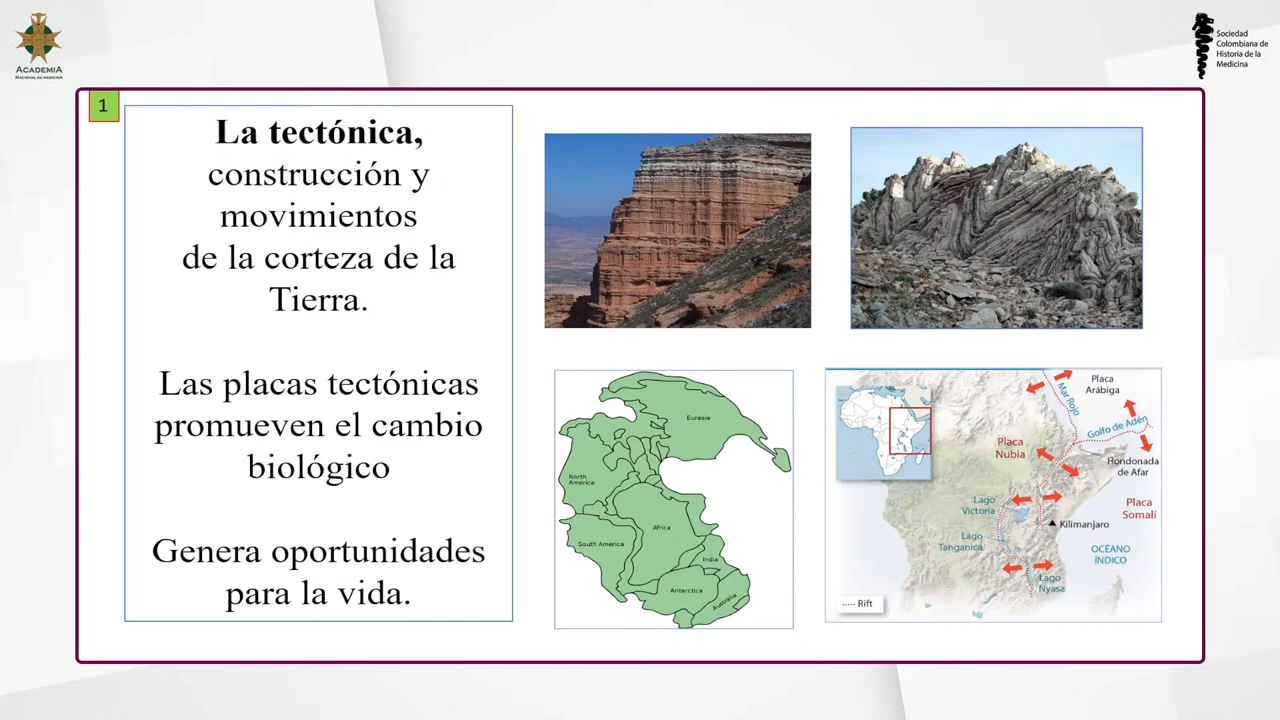 ACADEMIA
NACIONAL DE MEDICINA
Sociedad
Colombiana de
Historia de la
Medicina
1
La tectónica,
construcción y
movimientos
de la corteza de la
Tierra.
Las placas tectónicas
promueven el cambio
biológico
Genera oportunidades
para la vida.
Eurasia
North
America
Africa
South America
India
Antarctica
Australia
Placa
Arábiga
Mar Rojo
Golfo de Adén
Placa
Nubia
Hondonada
de Afar
Lago
Victoria
Placa
Somalí
Kilimanjaro
Lago
Tanganica
OCÉANO
ÍNDICO
Lago
Nyasa
Rift